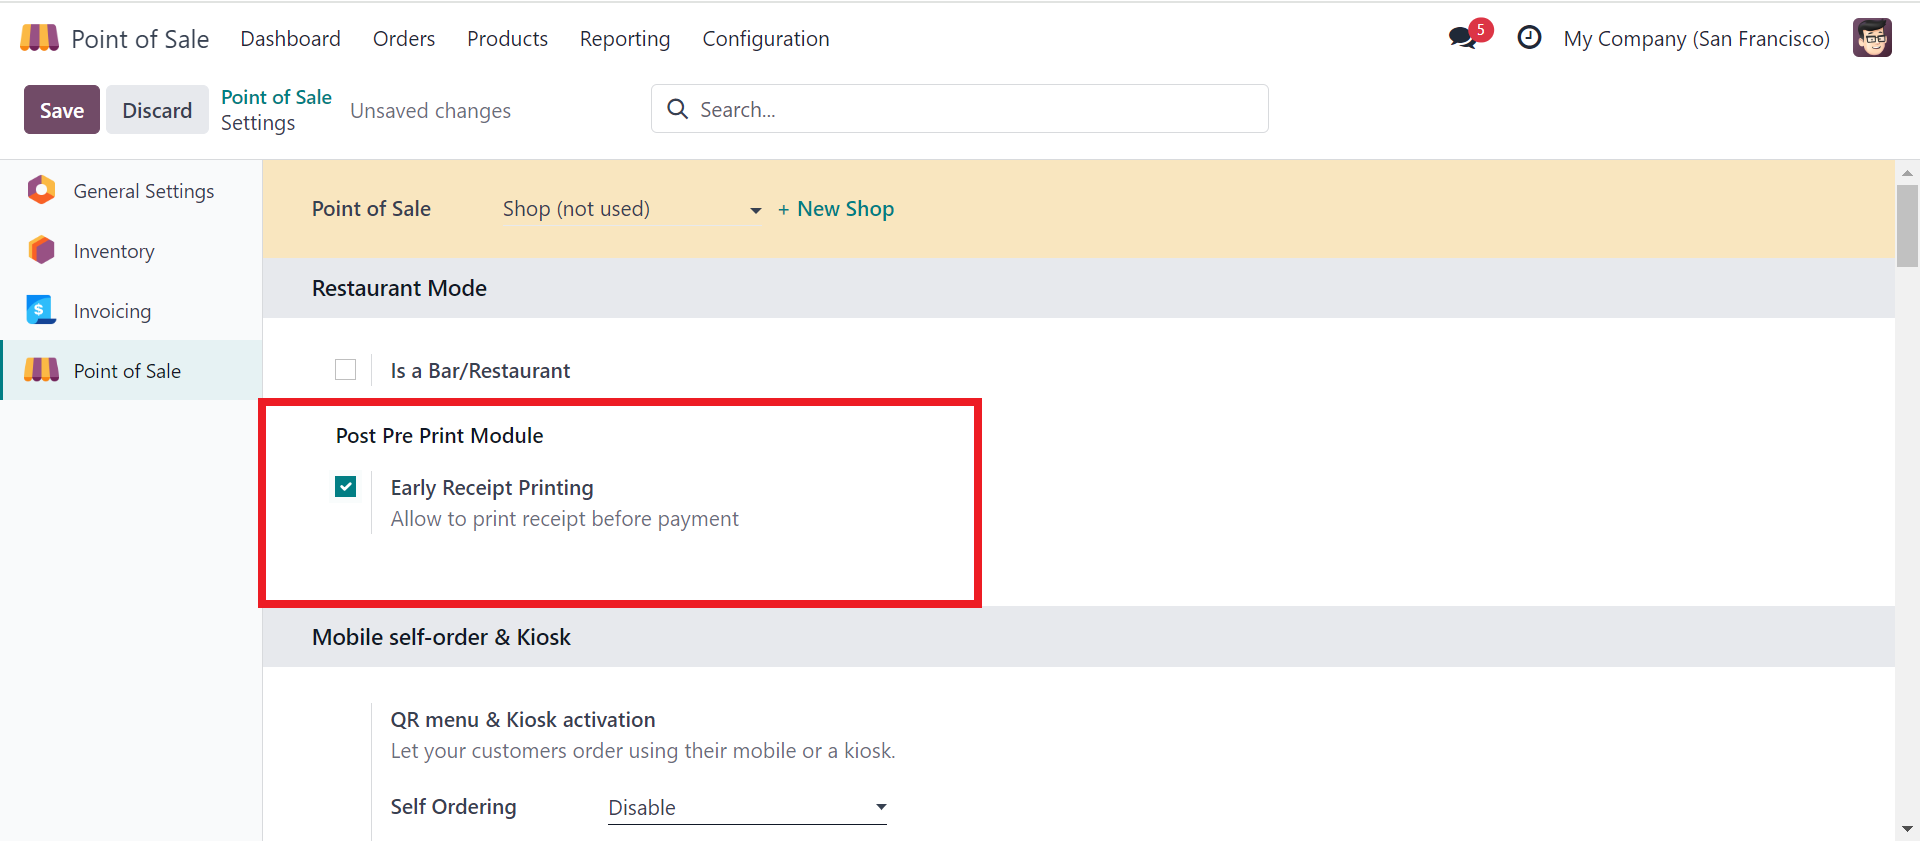 Point of Sale Dashboard Orders Products Reporting Configuration 5 My Company (San Francisco)
Save Discard Point of Sale Settings Unsaved changes Search...
General Settings
Inventory
$ Invoicing
Point of Sale
Point of Sale Shop (not used) + New Shop
Restaurant Mode
Is a Bar/Restaurant
Post Pre Print Module
Early Receipt Printing
Allow to print receipt before payment
Mobile self-order & Kiosk
QR menu & Kiosk activation
Let your customers order using their mobile or a kiosk.
Self Ordering Disable